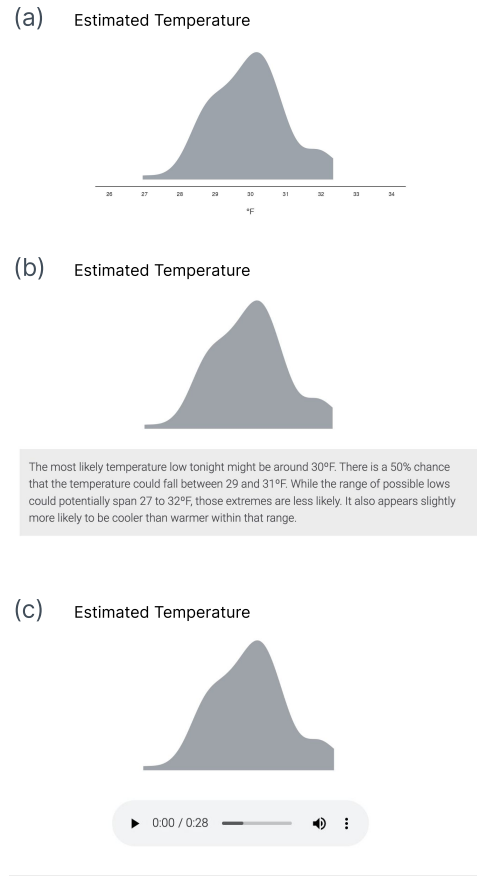 (a) Estimated Temperature
26 27 28 29 30 31 32 33 34
ºF
(b) Estimated Temperature
The most likely temperature low tonight might be around 30ºF. There is a 50% chance
that the temperature could fall between 29 and 31ºF. While the range of possible lows
could potentially span 27 to 32ºF, those extremes are less likely. It also appears slightly
more likely to be cooler than warmer within that range.
(c) Estimated Temperature
0:00 / 0:28